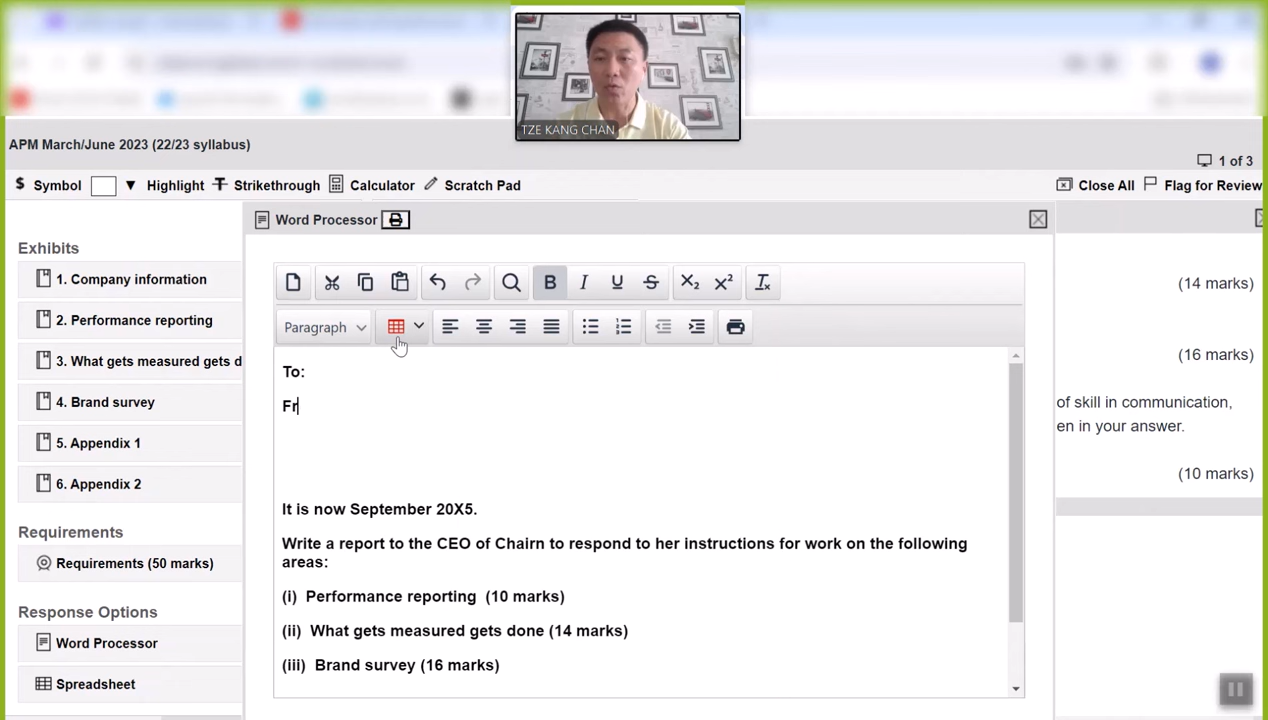 TZE KANG CHAN
APM March/June 2023 (22/23 syllabus)
1 of 3
$ Symbol
Highlight
Strikethrough
Calculator
Scratch Pad
Close All
Flag for Review
Exhibits
1. Company information
2. Performance reporting
3. What gets measured gets d
4. Brand survey
5. Appendix 1
6. Appendix 2
Requirements
Requirements (50 marks)
Response Options
Word Processor
Spreadsheet
Word Processor
B I U S X₂ X²
Paragraph
To:
Fr
It is now September 20X5.
Write a report to the CEO of Chairn to respond to her instructions for work on the following
areas:
(i) Performance reporting (10 marks)
(ii) What gets measured gets done (14 marks)
(iii) Brand survey (16 marks)
(14 marks)
(16 marks)
of skill in communication,
en in your answer.
(10 marks)